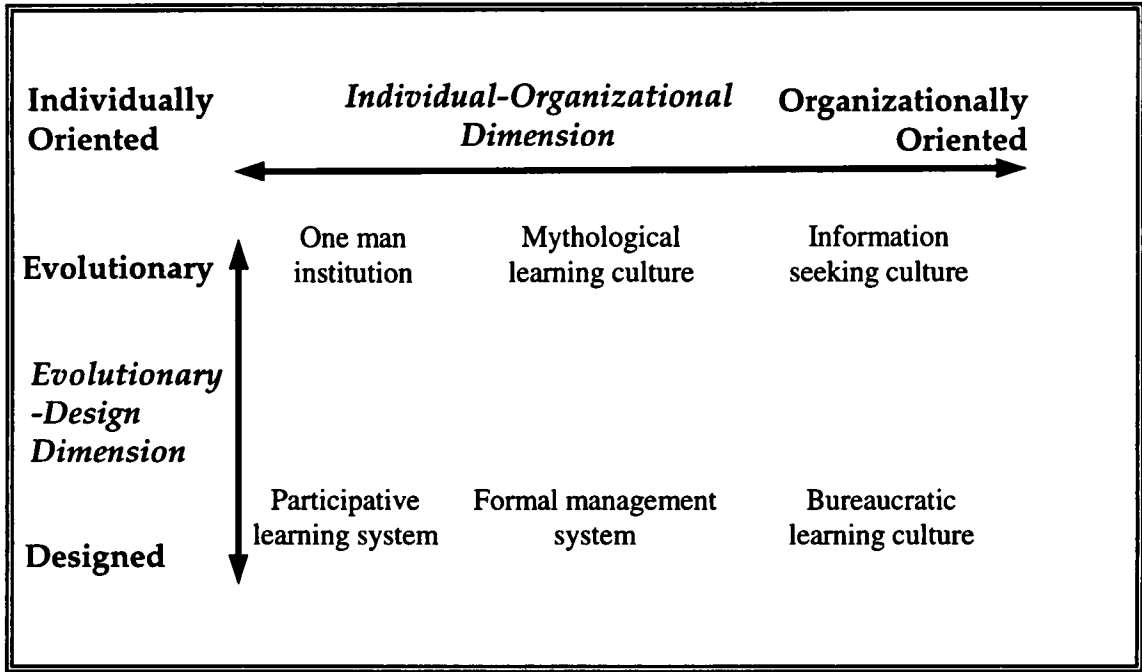 Individually
Oriented
Individual-Organizational
Dimension
Organizationally
Oriented
Evolutionary
One man
institution
Mythological
learning culture
Information
seeking culture
Evolutionary
-Design
Dimension
Designed
Participative
learning system
Formal management
system
Bureaucratic
learning culture